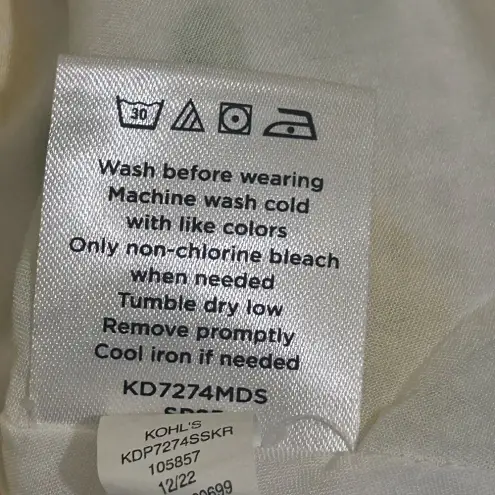 30
Wash before wearing
Machine wash cold
with like colors
Only non-chlorine bleach
when needed
Tumble dry low
Remove promptly
Cool iron if needed
KD7274MDS
KOHL'S
KDP7274SSKR
105857
12/22